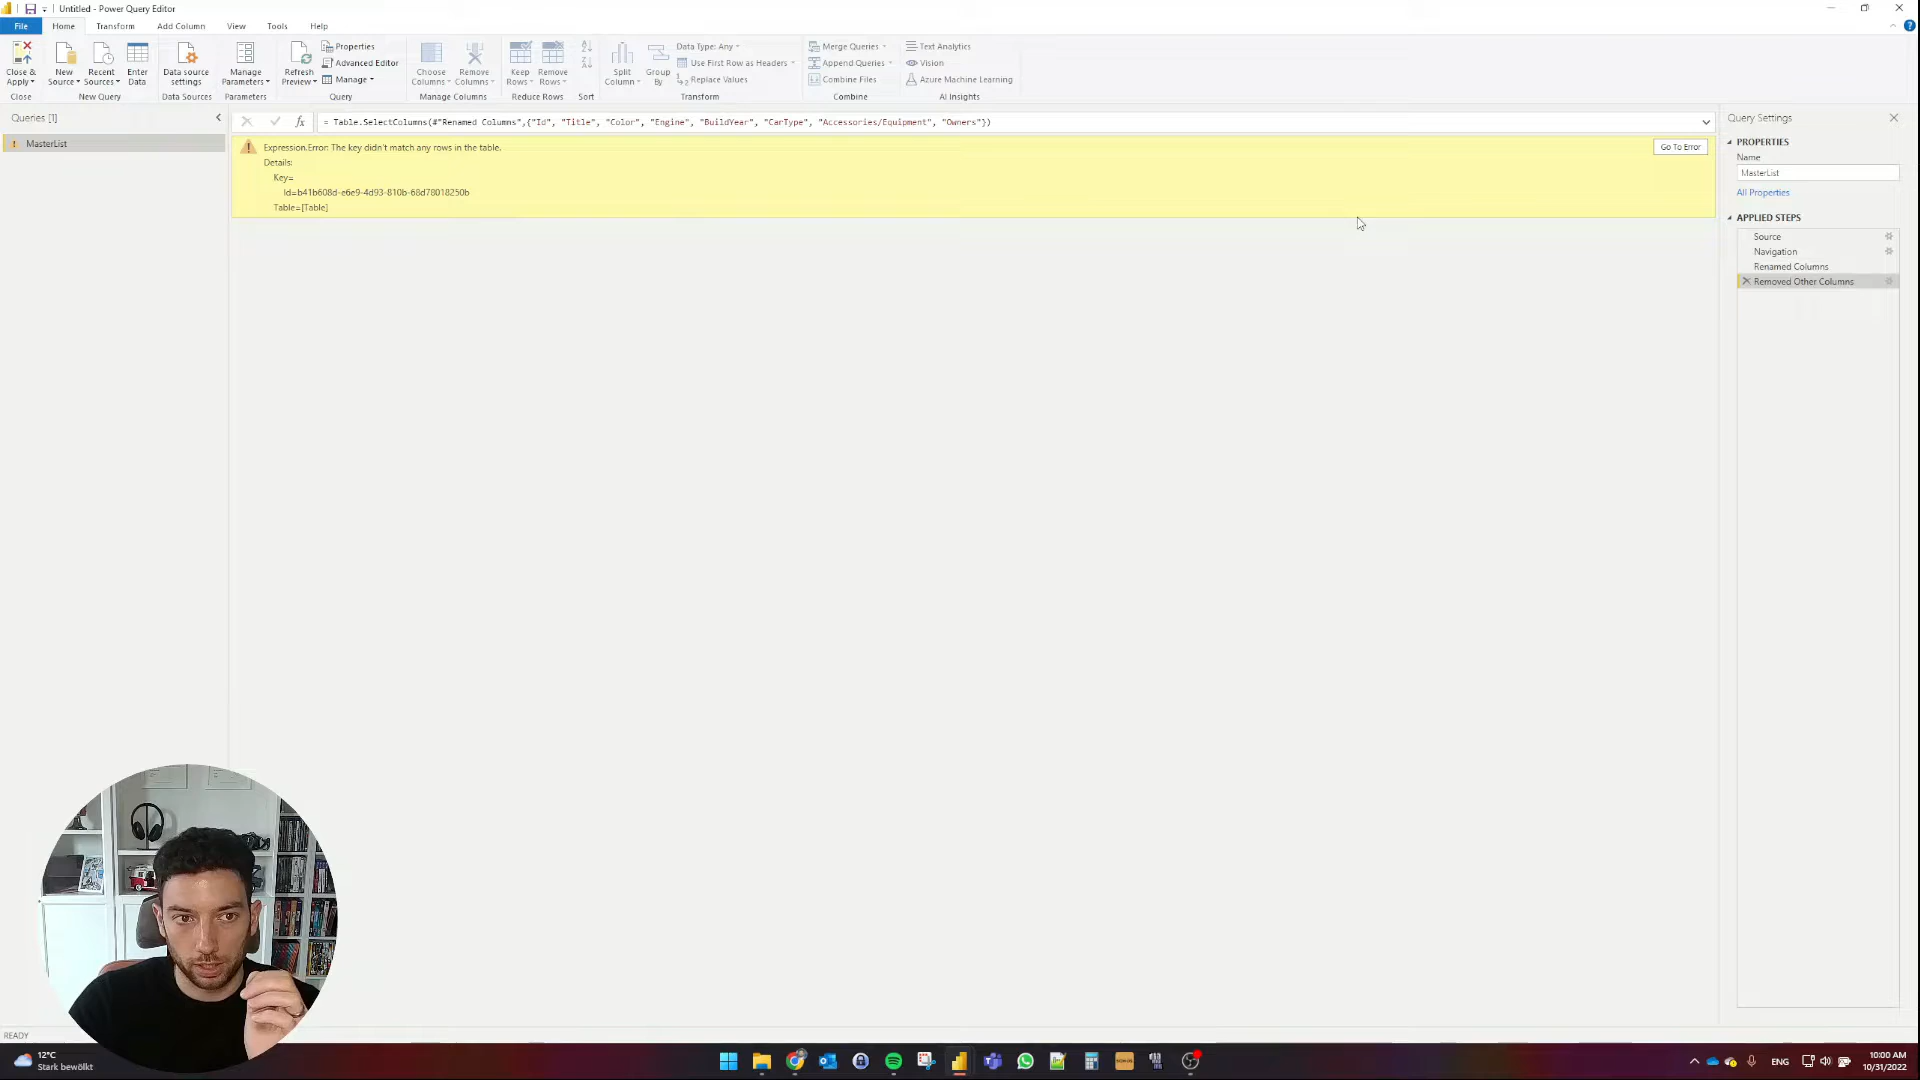 Untitled - Power Query Editor
File Home Transform Add Column View Tools Help
Close & Apply
New Source
Recent Sources
Enter Data
Data source settings
Manage Parameters
Refresh Preview
Properties
Advanced Editor
Manage
Choose Columns
Remove Columns
Keep Rows
Remove Rows
Split Column
Group By
Data Type: Any
Use First Row as Headers
Replace Values
Merge Queries
Append Queries
Combine Files
Text Analytics
Vision
Azure Machine Learning
Close New Query Data Sources Parameters Query Manage Columns Reduce Rows Sort Transform Combine AI Insights
Queries [1]
MasterList
fx = Table.SelectColumns(#"Renamed Columns",{"Id", "Title", "Color", "Engine", "BuildYear", "CarType", "Accessories/Equipment", "Owners"})
Expression.Error: The key didn't match any rows in the table.
Details:
Key=
Id=b41b608d-e6e9-4d93-810b-68d78018250b
Table=[Table]
Go To Error
Query Settings
PROPERTIES
Name
MasterList
All Properties
APPLIED STEPS
Source
Navigation
Renamed Columns
Removed Other Columns
READY
12°C
Stark bewölkt
ENG
10:00 AM
10/31/2022